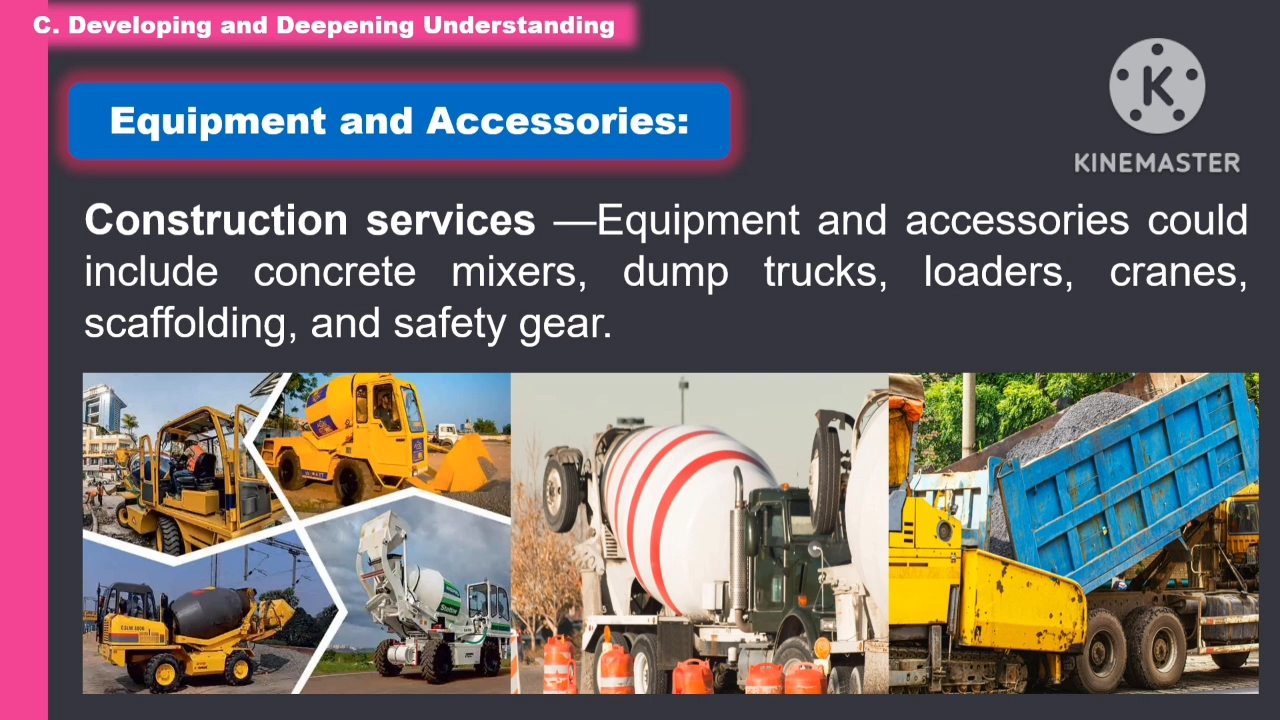 C. Developing and Deepening Understanding
Equipment and Accessories:
K
KINEMASTER
Construction services —Equipment and accessories could
include concrete mixers, dump trucks, loaders, cranes,
scaffolding, and safety gear.